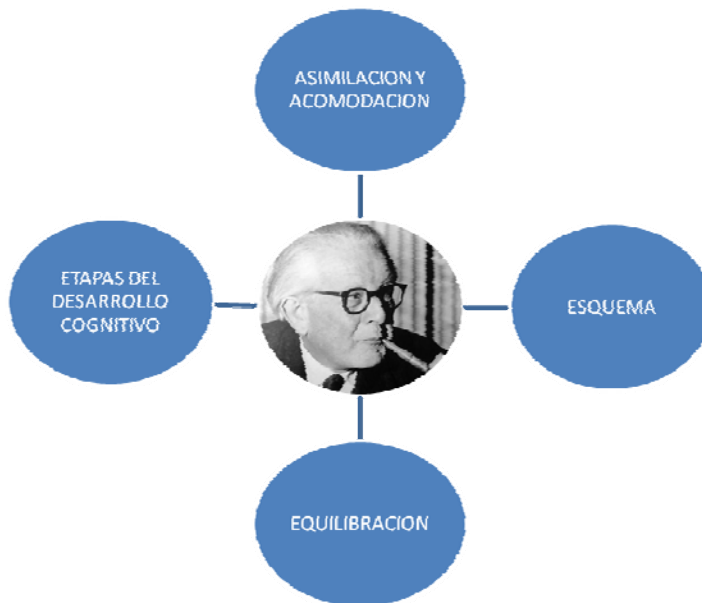 ASIMILACION Y
ACOMODACION
ETAPAS DEL
DESARROLLO
COGNITIVO
ESQUEMA
EQUILIBRACION